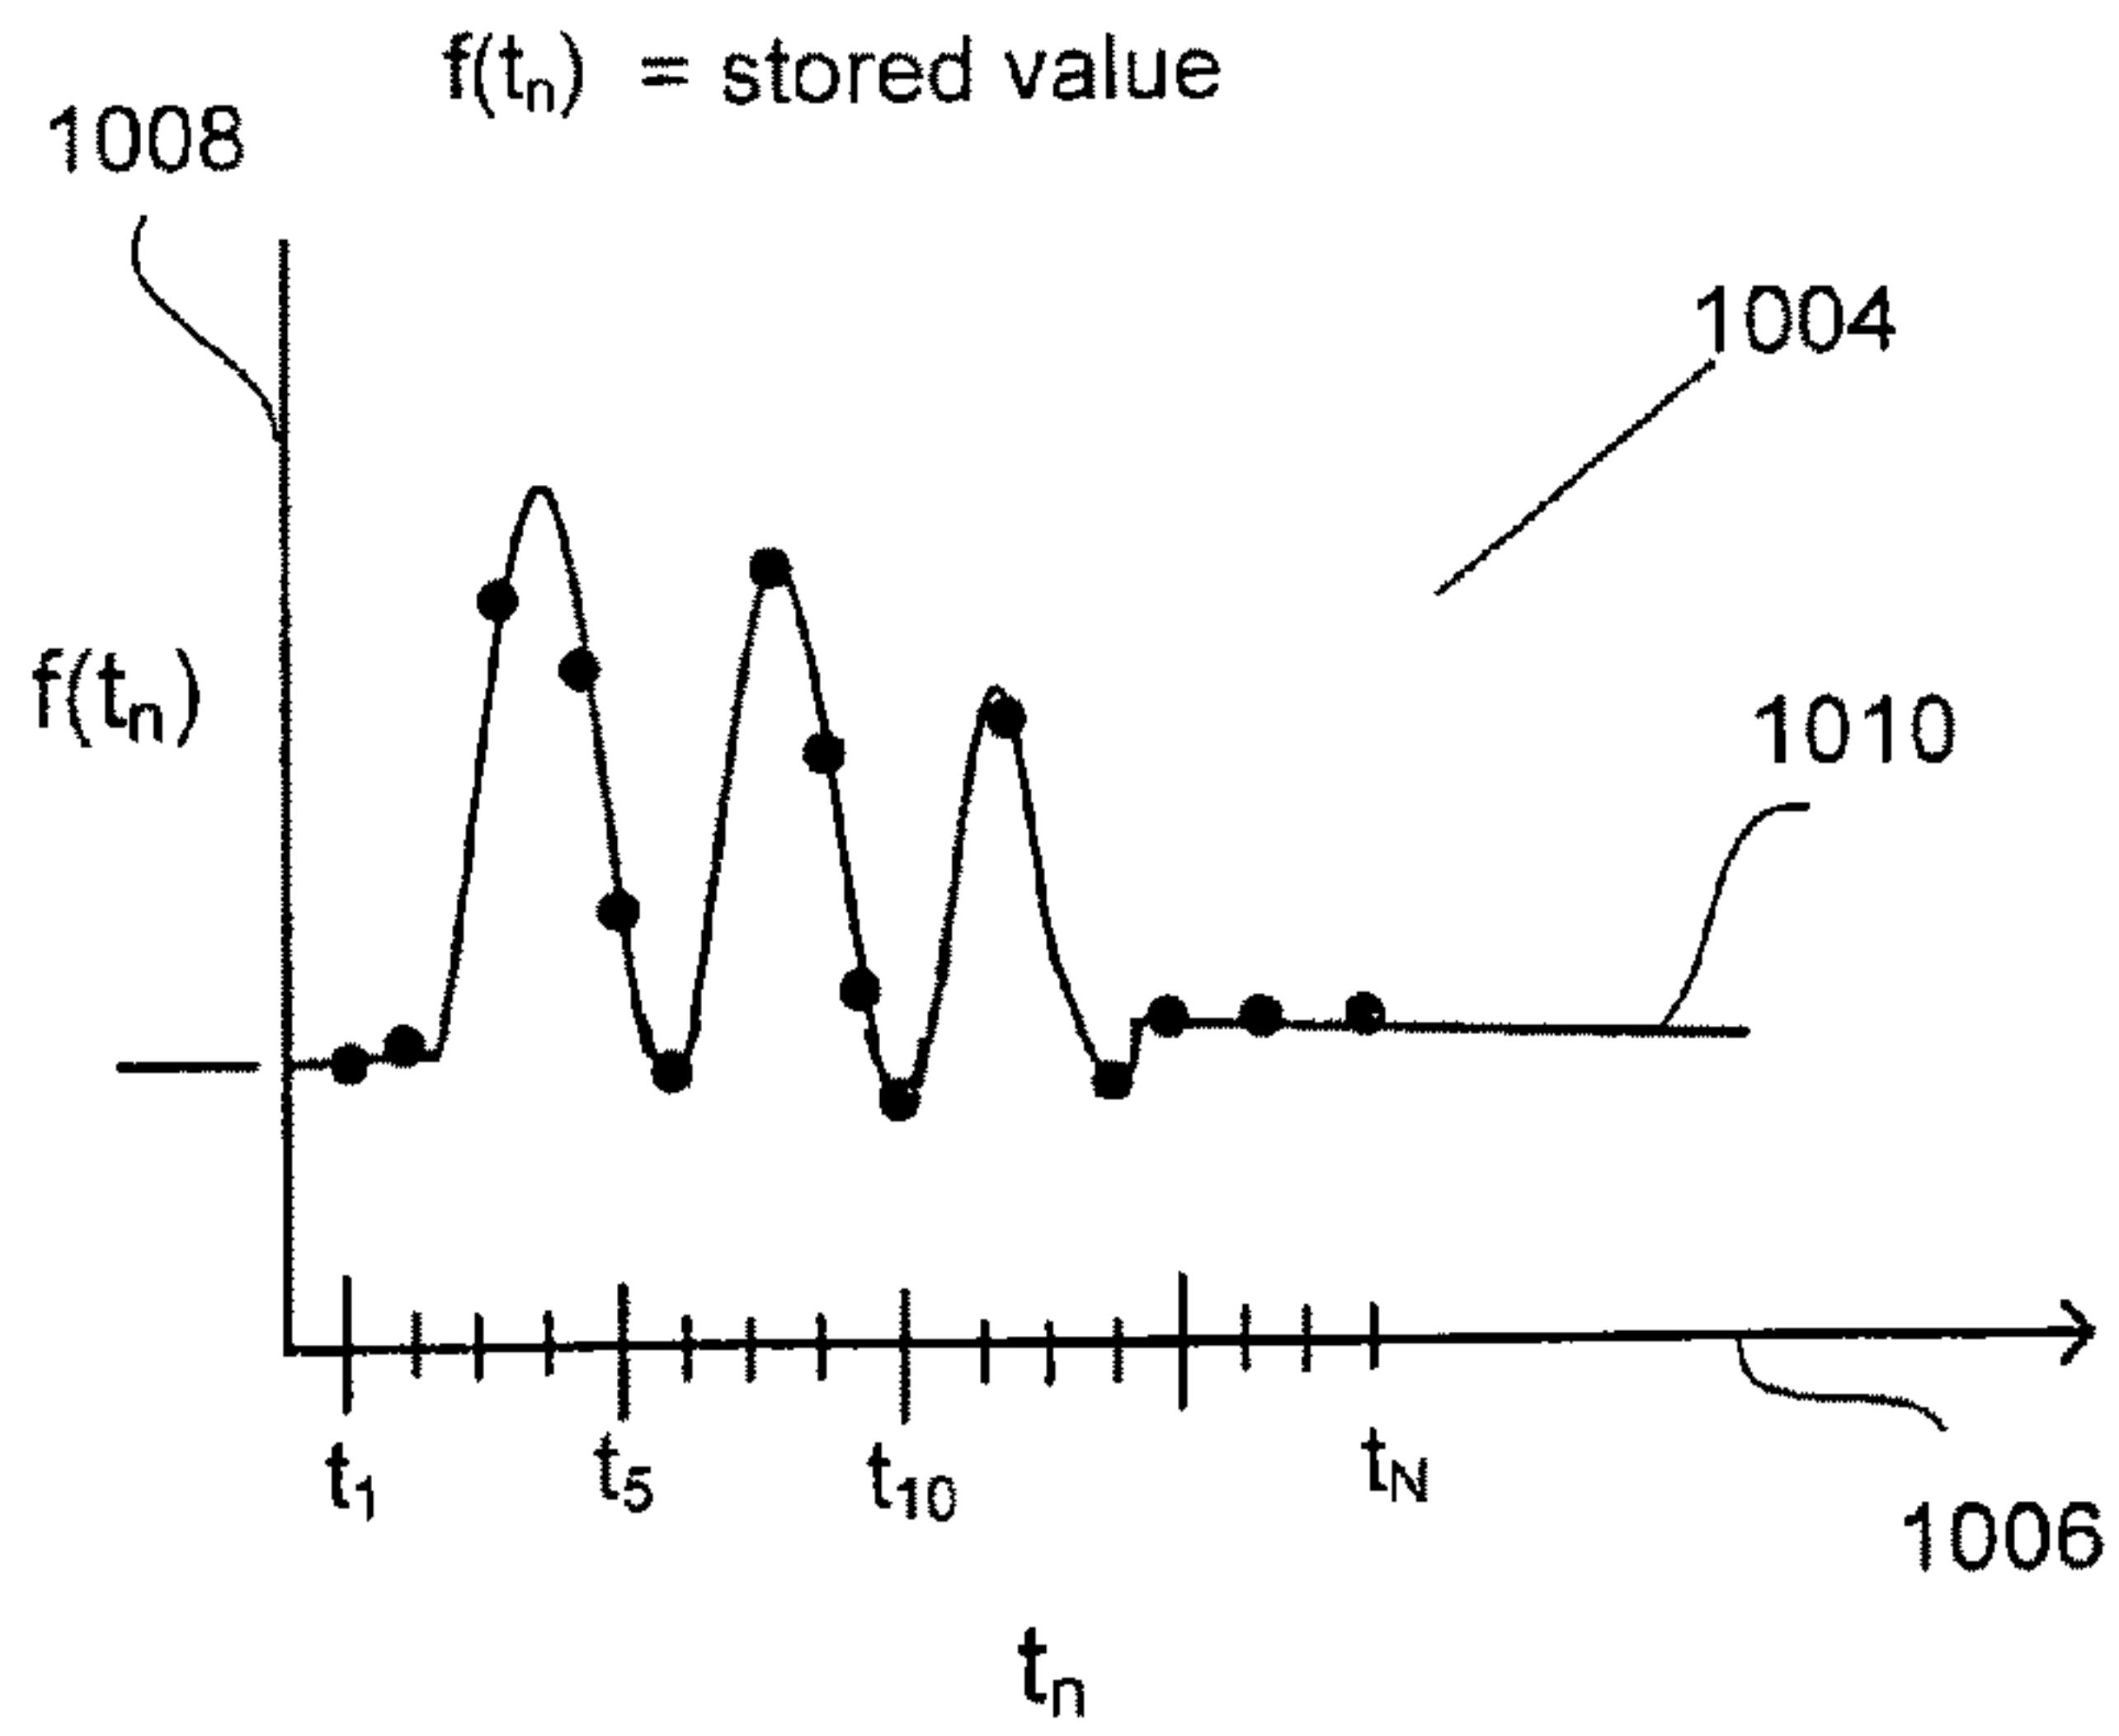 f(tn) = stored value
1008
1004
f(tn)
1010
t1 t5 t10 tN
1006
tn